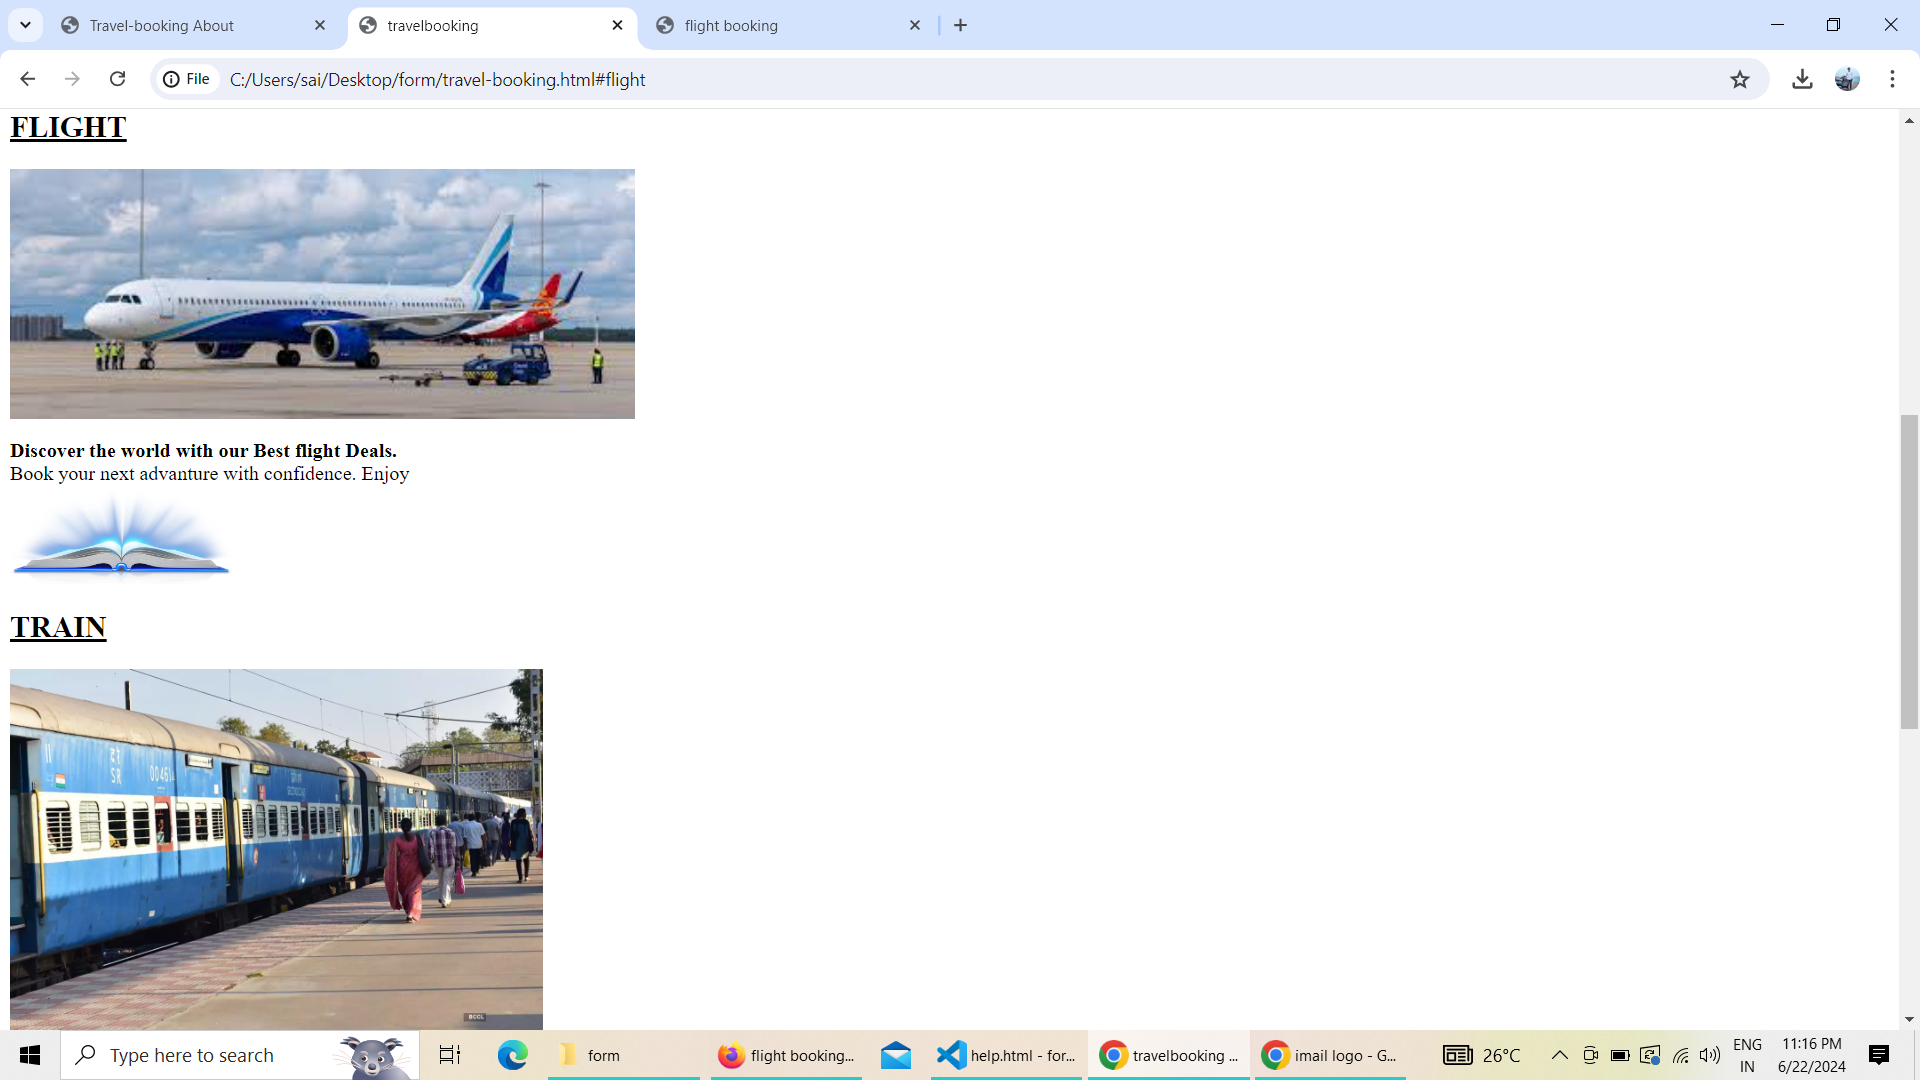 Travel-booking About
travelbooking
flight booking
File
C:/Users/sai/Desktop/form/travel-booking.html#flight
FLIGHT
Discover the world with our Best flight Deals.
Book your next advanture with confidence. Enjoy
TRAIN
SR
BCCL
Type here to search
form
flight booking...
help.html - for...
travelbooking ...
imail logo - G...
26°C
ENG
IN
11:16 PM
6/22/2024